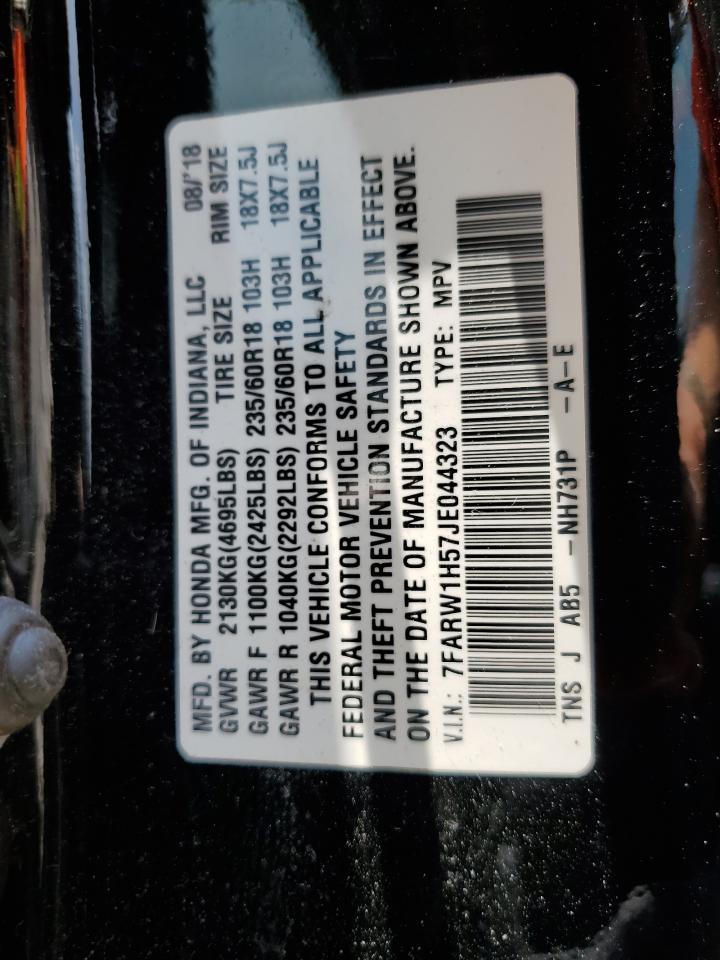 MFD. BY HONDA MFG. OF INDIANA, LLC 08/'18
GVWR 2130KG(4695LBS) TIRE SIZE RIM SIZE
GAWR F 1100KG(2425LBS) 235/60R18 103H 18X7.5J
GAWR R 1040KG(2292LBS) 235/60R18 103H 18X7.5J
THIS VEHICLE CONFORMS TO ALL APPLICABLE
FEDERAL MOTOR VEHICLE SAFETY
AND THEFT PREVENTION STANDARDS IN EFFECT
ON THE DATE OF MANUFACTURE SHOWN ABOVE.
V.I.N.: 7FARW1H57JE044323 TYPE: MPV
TNS J AB5 -NH731P -A-E